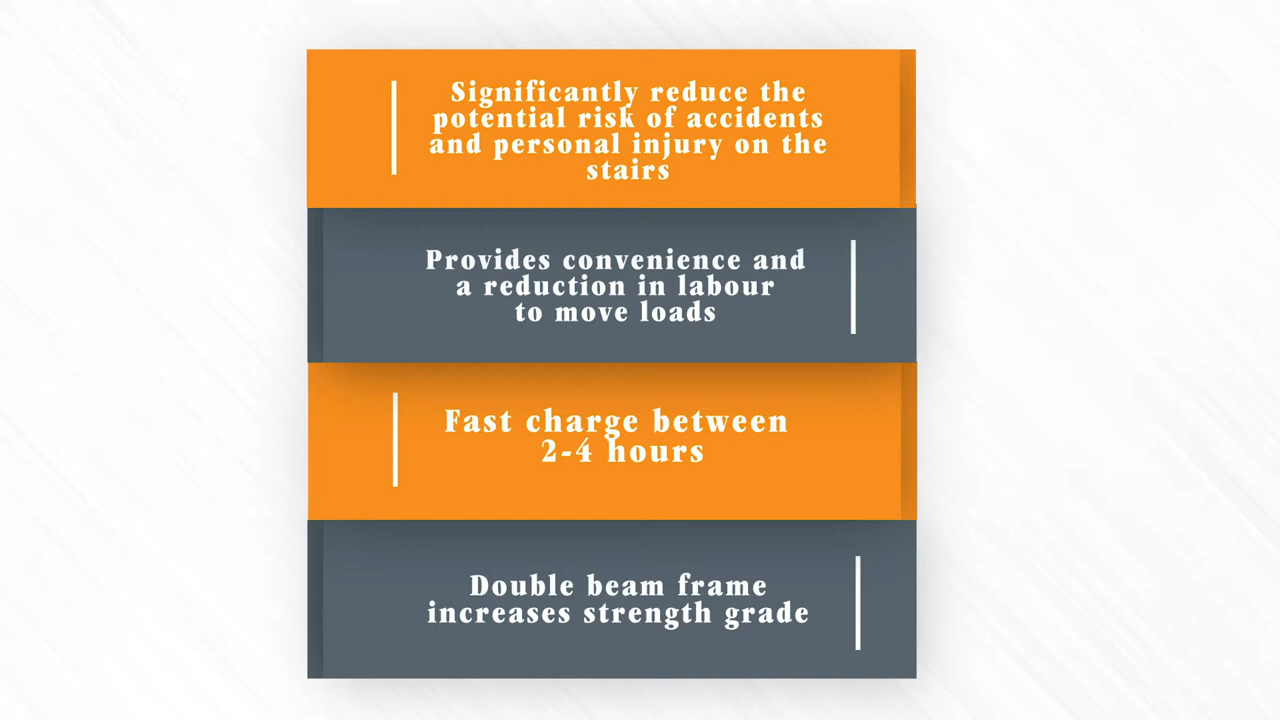 Significantly reduce the
potential risk of accidents
and personal injury on the
stairs
Provides convenience and
a reduction in labour
to move loads
Fast charge between
2-4 hours
Double beam frame
increases strength grade